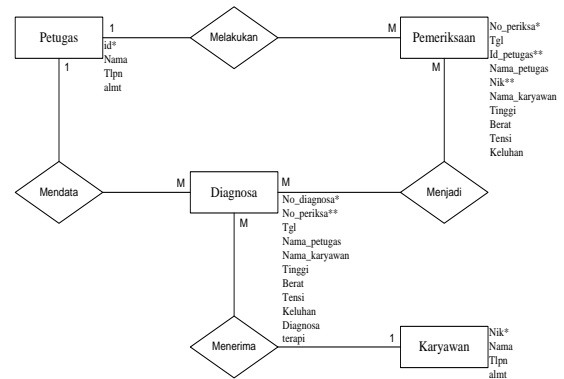 Petugas
1
id*
Nama
Tlpn
almt
1
Melakukan
M
Pemeriksaan
No_periksa*
Tgl
Id_petugas**
Nama_petugas
Nik**
Nama_karyawan
Tinggi
Berat
Tensi
Keluhan
M
Mendata
M
Diagnosa
M
No_diagnosa*
No_periksa**
Tgl
Nama_petugas
Nama_karyawan
Tinggi
Berat
Tensi
Keluhan
Diagnosa
terapi
M
Menjadi
Menerima
1
Karyawan
Nik*
Nama
Tlpn
almt